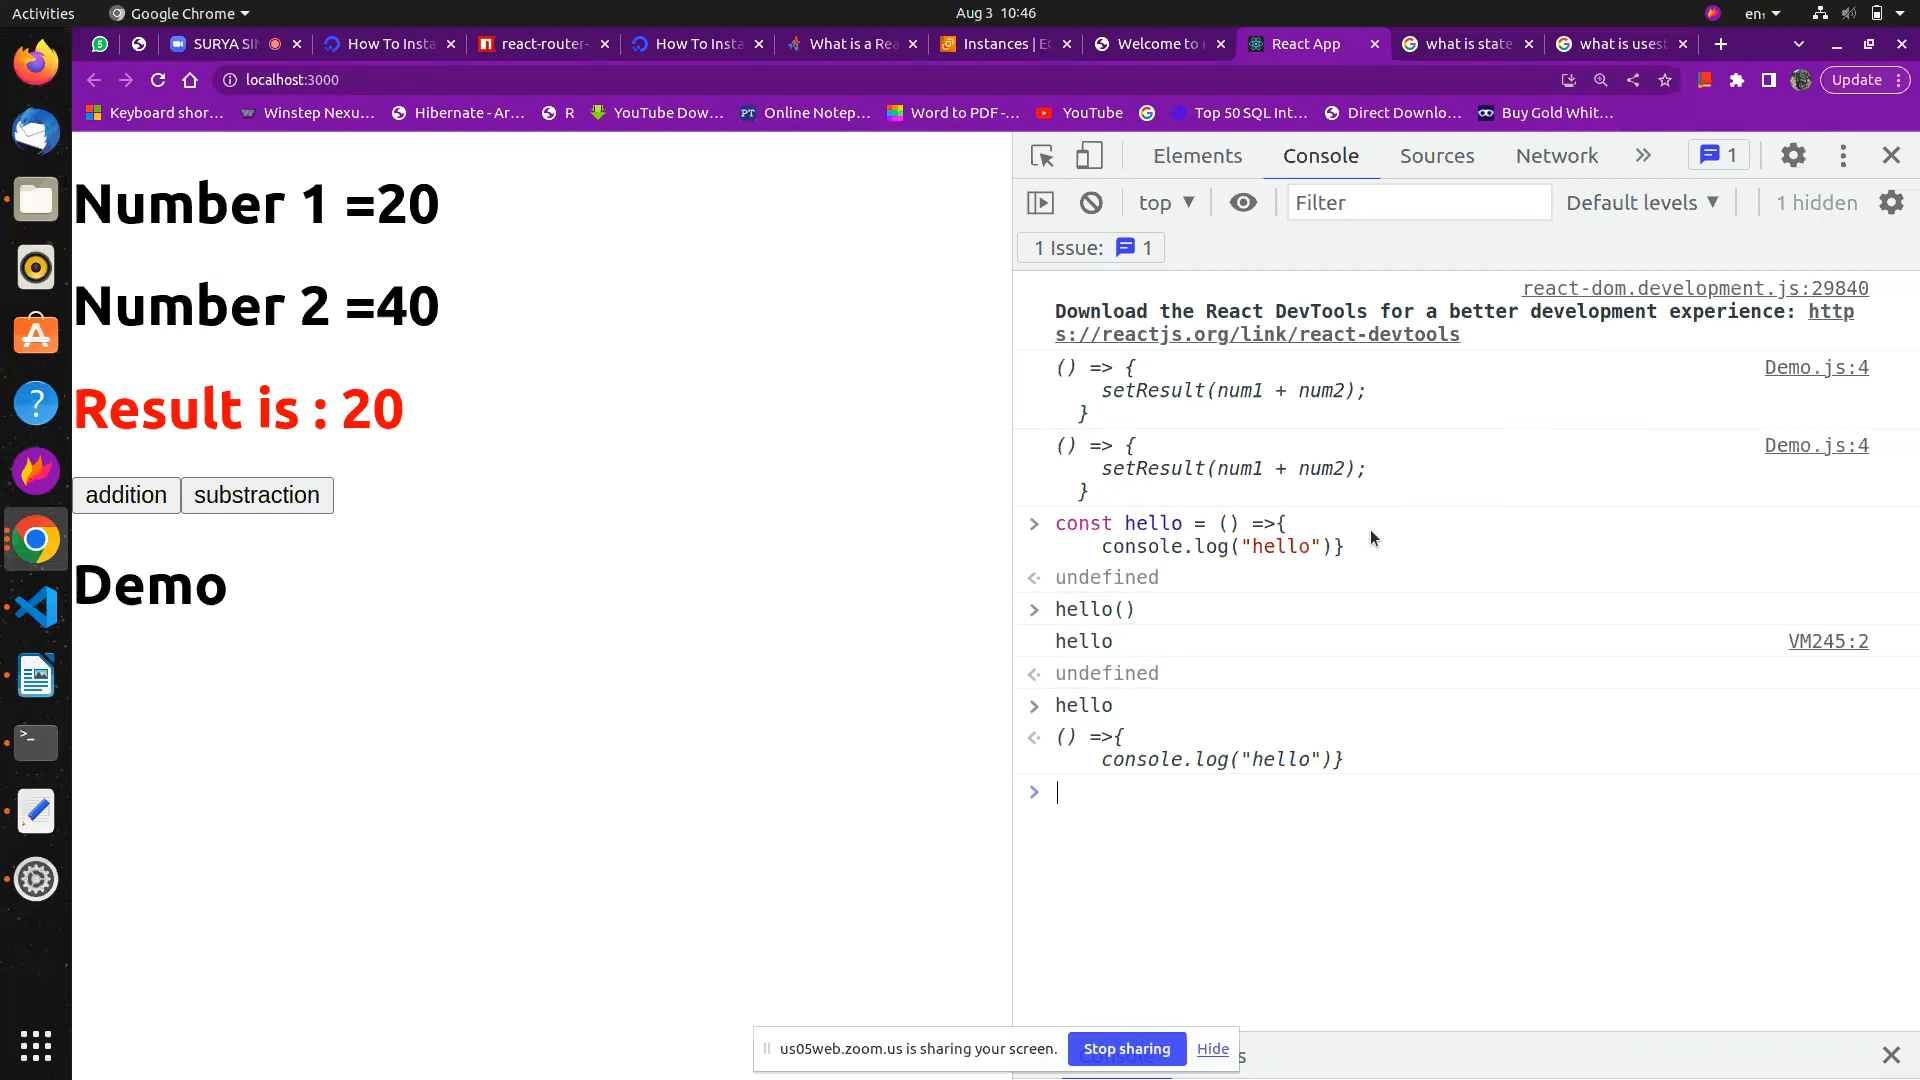 Activities
Google Chrome
Aug 3 10:46
en₁
SURYA SI
How To Insta
react-router-
How To Insta
What is a Rea
Instances | EC
Welcome to
React App
what is state
what is usest
localhost:3000
Update
Keyboard shor…
Winstep Nexu…
Hibernate - Ar…
R
YouTube Dow…
PT
Online Notep…
Word to PDF -…
YouTube
Top 50 SQL Int…
Direct Downlo…
Buy Gold Whit…
Number 1 =20
Number 2 =40
Result is : 20
addition
substraction
Demo
Elements
Console
Sources
Network
1
top
Filter
Default levels
1 hidden
1 Issue:
1
react-dom.development.js:29840
Download the React DevTools for a better development experience: http
s://reactjs.org/link/react-devtools
() => {
Demo.js:4
setResult(num1 + num2);
}
() => {
Demo.js:4
setResult(num1 + num2);
}
> const hello = () =>{
console.log("hello")}
undefined
> hello()
hello
VM245:2
undefined
> hello
() =>{
console.log("hello")}
>
us05web.zoom.us is sharing your screen.
Stop sharing
Hide